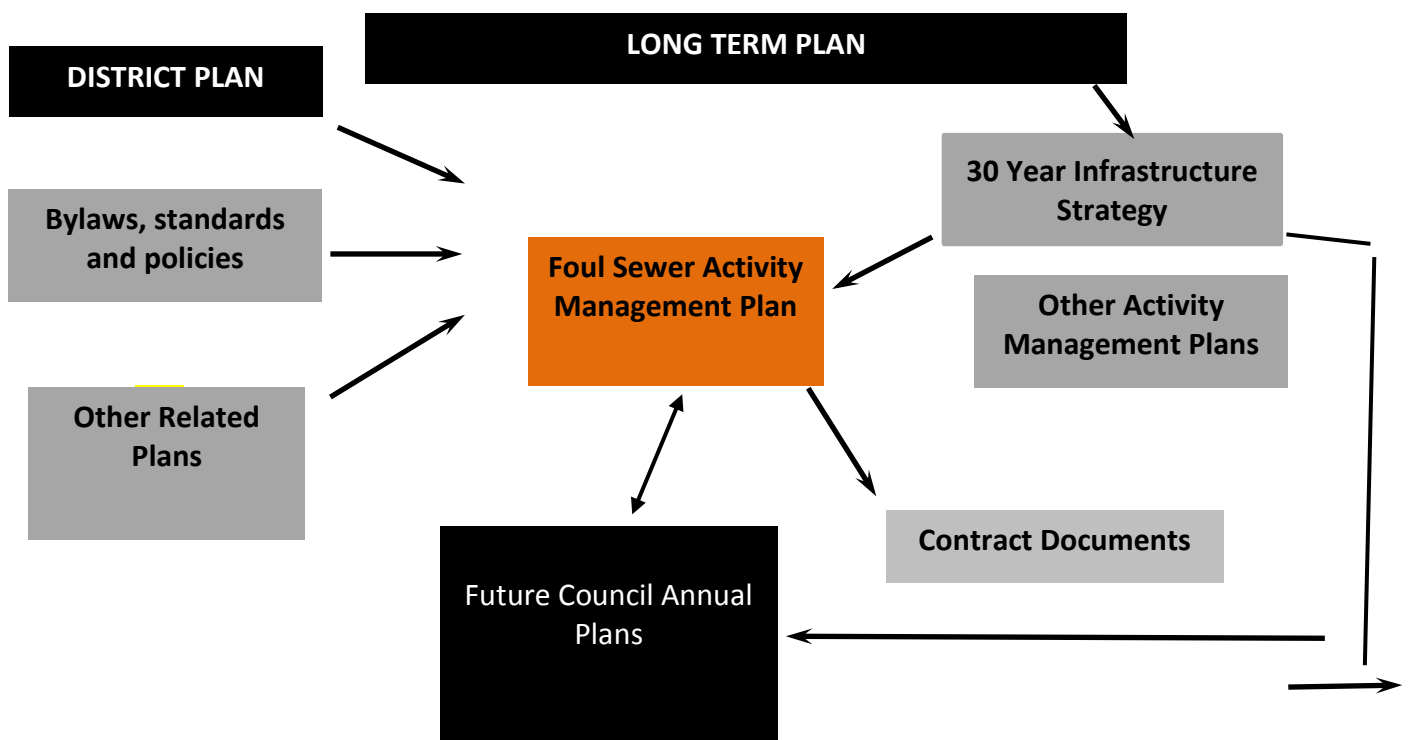 LONG TERM PLAN
DISTRICT PLAN
30 Year Infrastructure
Strategy
Bylaws, standards
and policies
Foul Sewer Activity
Management Plan
Other Activity
Management Plans
Other Related
Plans
Contract Documents
Future Council Annual
Plans